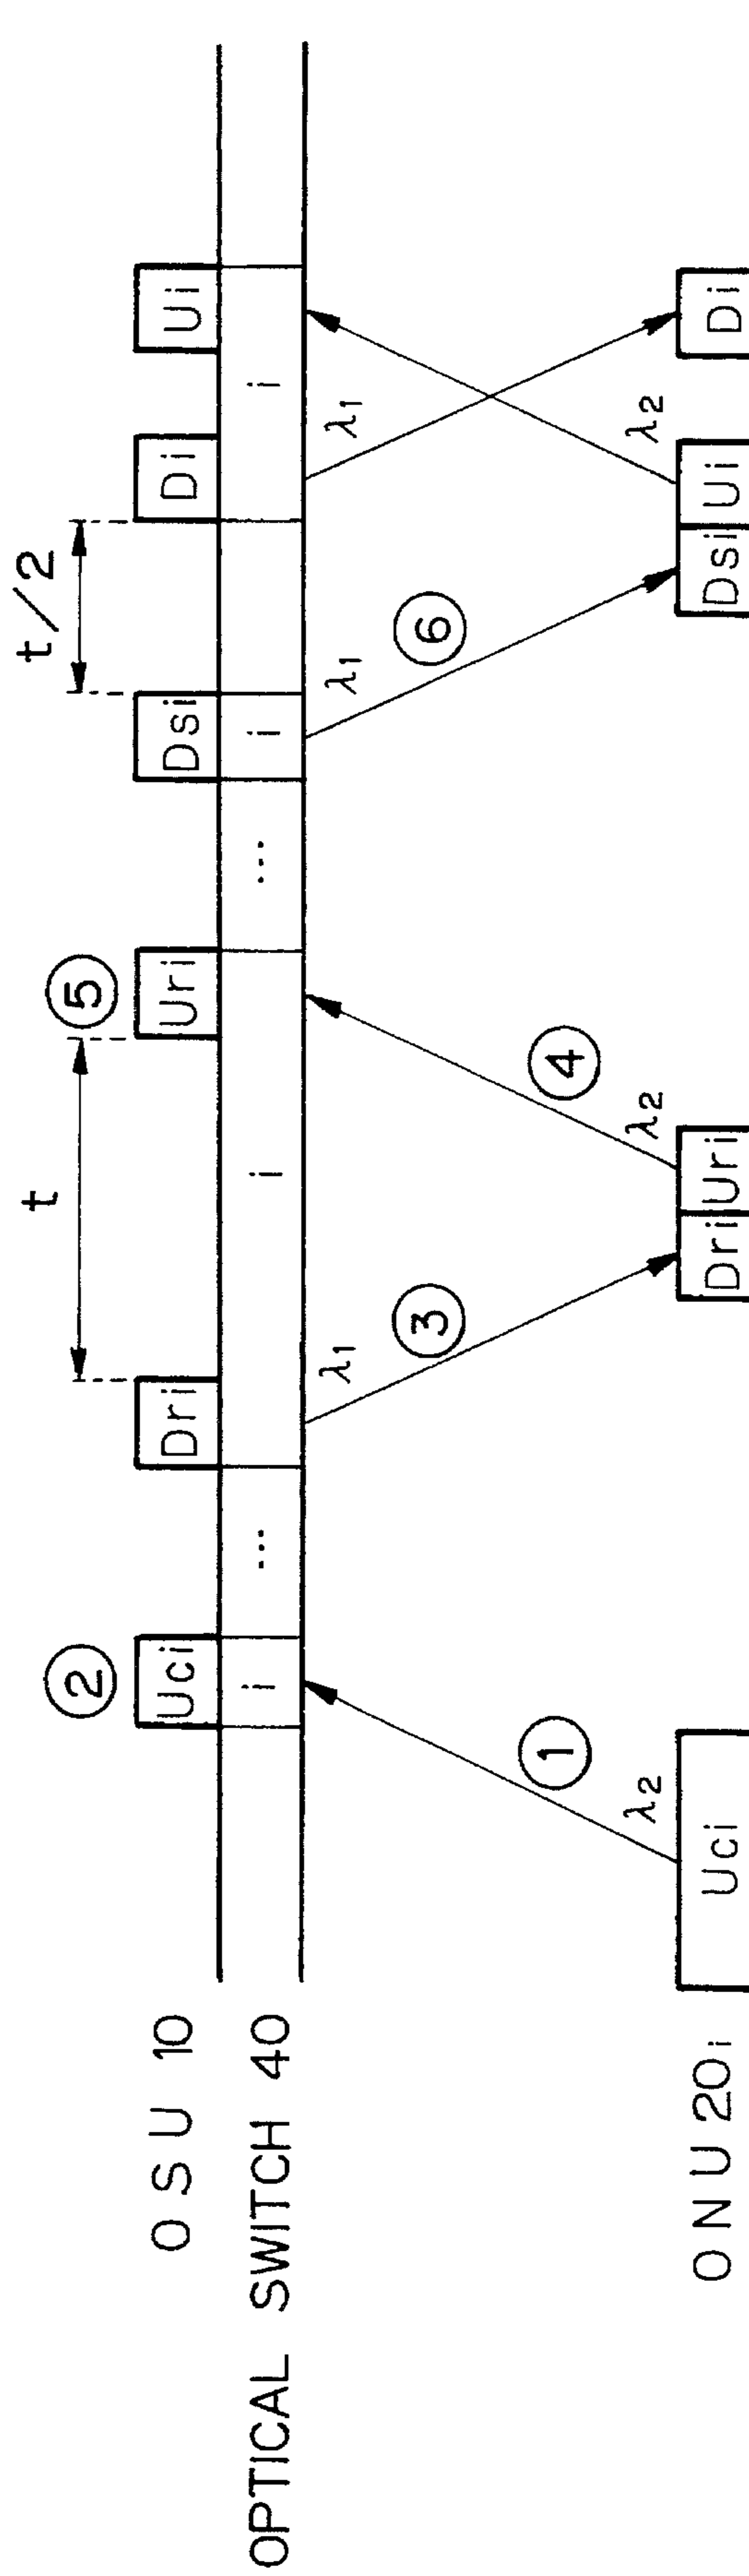 t
t/2
②
⑤
OSU 10
Uci
Dri
Uri
Dsi
Di
Ui
OPTICAL SWITCH 40
i
...
i
...
i
i
λ1
λ1
λ1
①
③
④
⑥
λ2
λ2
λ2
ONU 20i
Uci
Dri
Uri
Dsi
Ui
Di